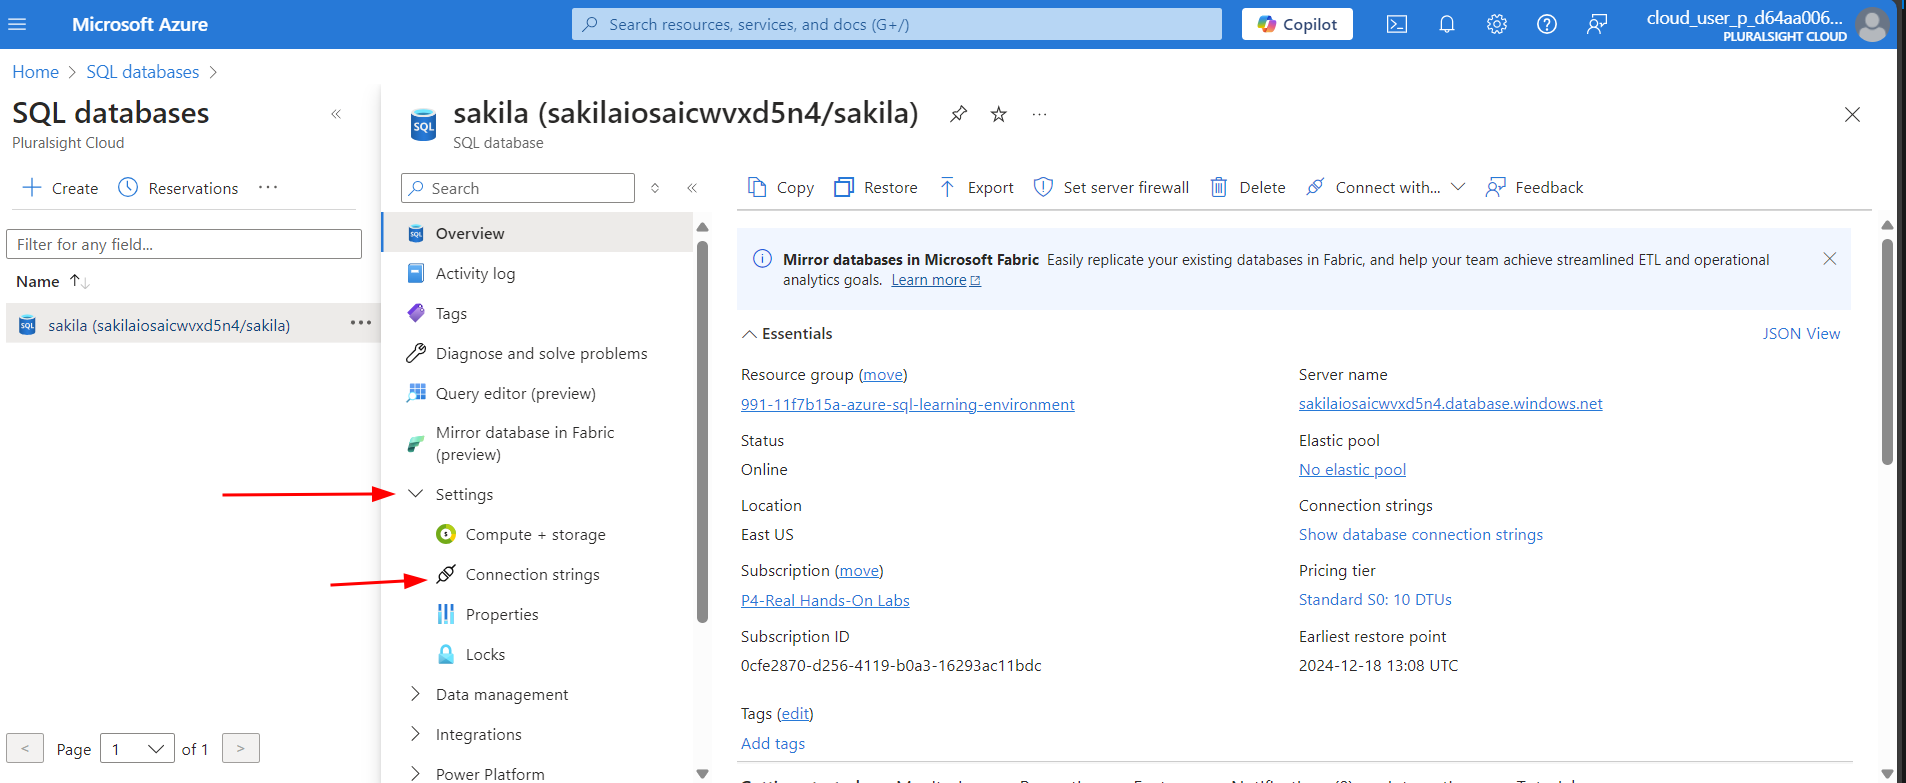 Microsoft Azure
Search resources, services, and docs (G+/)
Copilot
cloud_user_p_d64aa006...
PLURALSIGHT CLOUD
Home > SQL databases >
SQL databases
Pluralsight Cloud
Create
Reservations
Filter for any field...
Name
sakila (sakilaiosaicwvxd5n4/sakila)
< Page 1 of 1 >
sakila (sakilaiosaicwvxd5n4/sakila)
SQL database
Search
Overview
Activity log
Tags
Diagnose and solve problems
Query editor (preview)
Mirror database in Fabric
(preview)
Settings
Compute + storage
Connection strings
Properties
Locks
Data management
Integrations
Power Platform
Copy
Restore
Export
Set server firewall
Delete
Connect with...
Feedback
Mirror databases in Microsoft Fabric Easily replicate your existing databases in Fabric, and help your team achieve streamlined ETL and operational
analytics goals. Learn more
Essentials
JSON View
Resource group (move)
991-11f7b15a-azure-sql-learning-environment
Status
Online
Location
East US
Subscription (move)
P4-Real Hands-On Labs
Subscription ID
0cfe2870-d256-4119-b0a3-16293ac11bdc
Server name
sakilaiosaicwvxd5n4.database.windows.net
Elastic pool
No elastic pool
Connection strings
Show database connection strings
Pricing tier
Standard S0: 10 DTUs
Earliest restore point
2024-12-18 13:08 UTC
Tags (edit)
Add tags